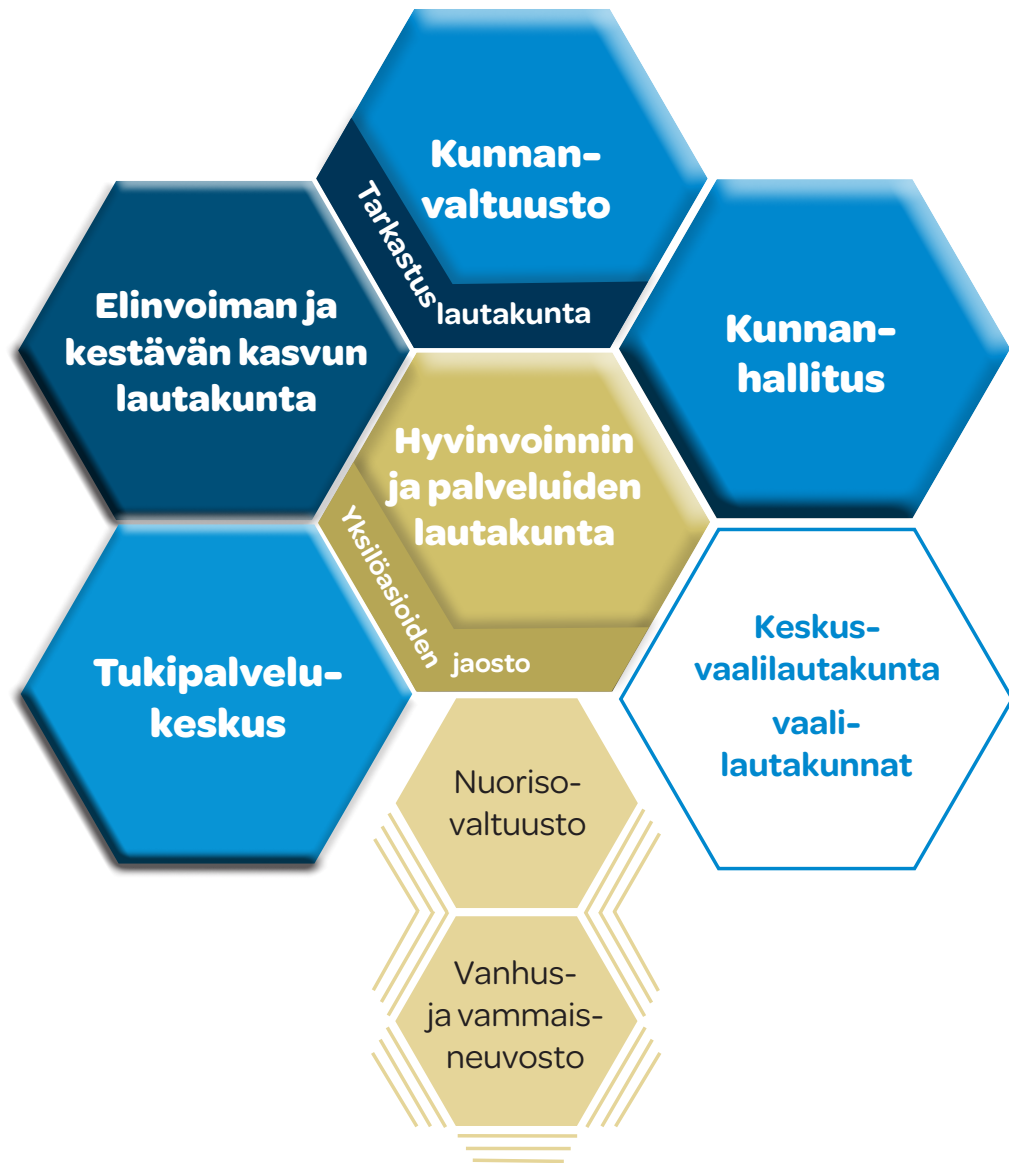 Kunnan-
valtuusto
Tarkastus
lautakunta
Elinvoiman ja
kestävän kasvun
lautakunta
Kunnan-
hallitus
Hyvinvoinnin
ja palveluiden
lautakunta
Yksilöasioiden
jaosto
Tukipalvelu-
keskus
Keskus-
vaalilautakunta
vaali-
lautakunnat
Nuoriso-
valtuusto
Vanhus-
ja vammais-
neuvosto